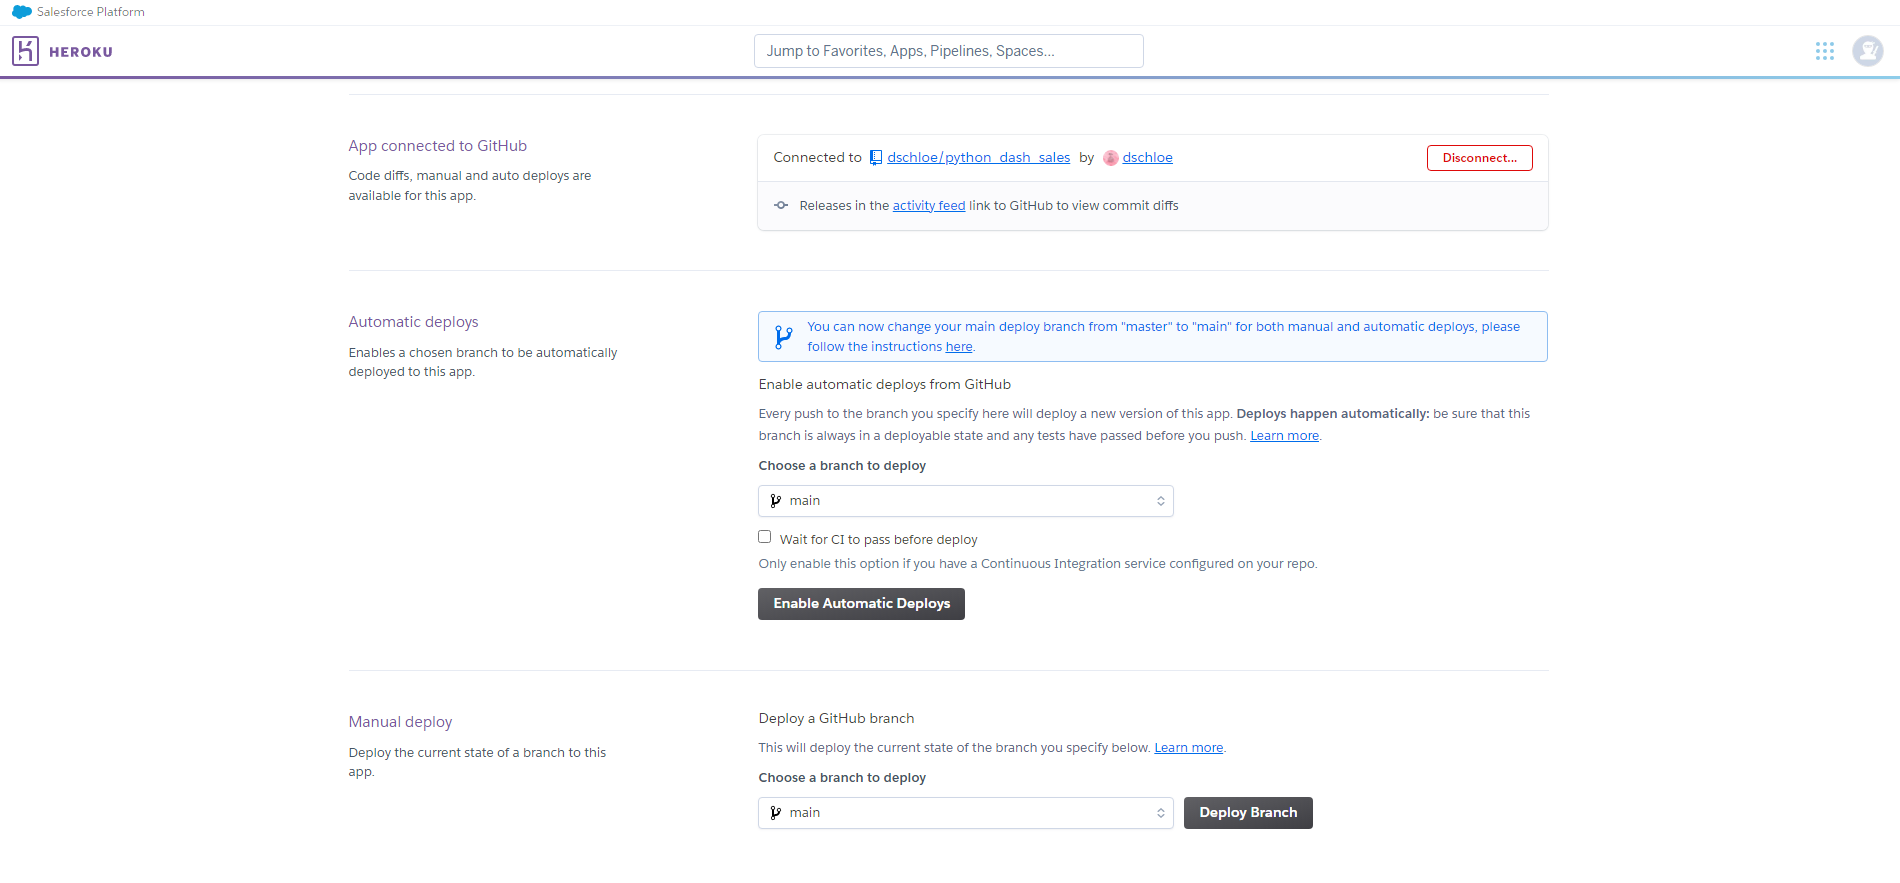 Salesforce Platform
HEROKU
Jump to Favorites, Apps, Pipelines, Spaces...
App connected to GitHub
Code diffs, manual and auto deploys are
available for this app.
Connected to dschloe/python_dash_sales by dschloe
Disconnect...
Releases in the activity feed link to GitHub to view commit diffs
Automatic deploys
Enables a chosen branch to be automatically
deployed to this app.
You can now change your main deploy branch from "master" to "main" for both manual and automatic deploys, please
follow the instructions here.
Enable automatic deploys from GitHub
Every push to the branch you specify here will deploy a new version of this app. Deploys happen automatically: be sure that this
branch is always in a deployable state and any tests have passed before you push. Learn more.
Choose a branch to deploy
main
Wait for CI to pass before deploy
Only enable this option if you have a Continuous Integration service configured on your repo.
Enable Automatic Deploys
Manual deploy
Deploy the current state of a branch to this
app.
Deploy a GitHub branch
This will deploy the current state of the branch you specify below. Learn more.
Choose a branch to deploy
main
Deploy Branch